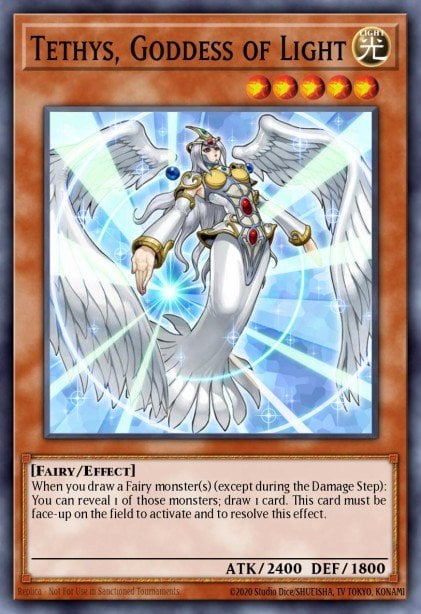 Tethys, Goddess of Light
LIGHT
光
[Fairy/Effect]
When you draw a Fairy monster(s) (except during the Damage Step):
You can reveal 1 of those monsters; draw 1 card. This card must be
face-up on the field to activate and to resolve this effect.
ATK/2400 DEF/1800
Replica - Not For Use in Sanctioned Tournaments
©2020 Studio Dice/SHUEISHA, TV TOKYO, KONAMI